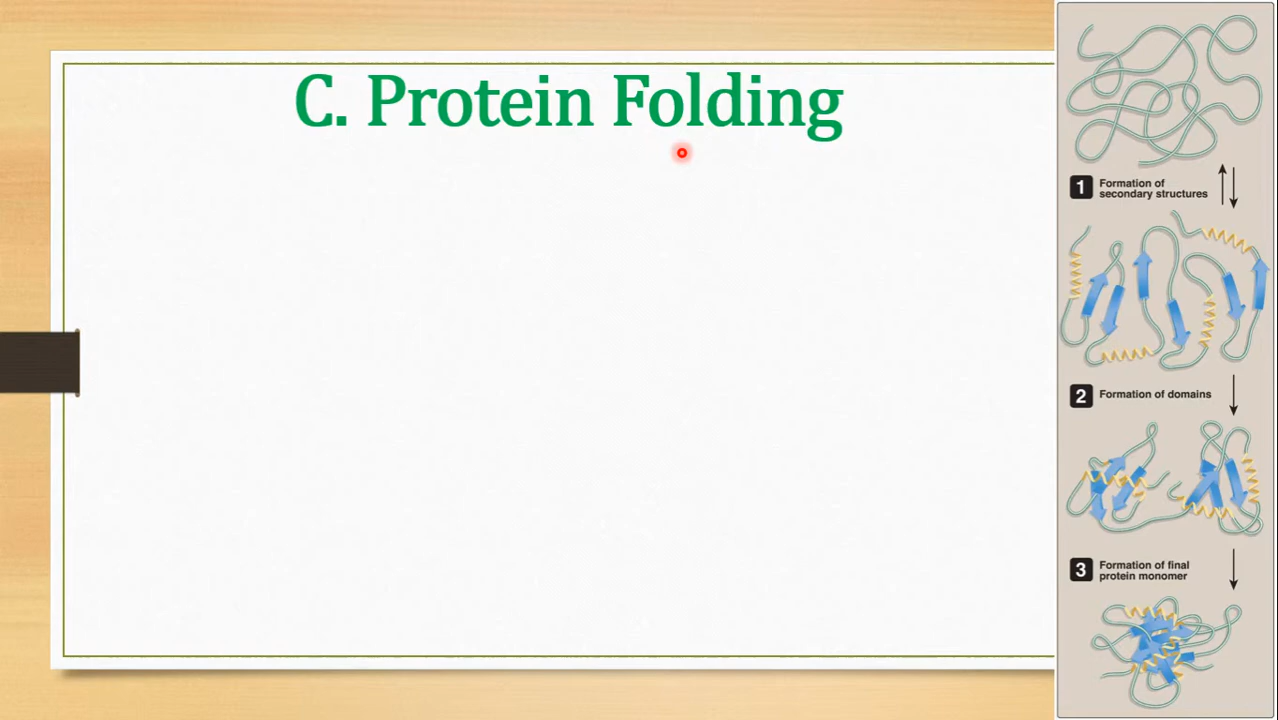 C. Protein Folding
1 Formation of
secondary structures
2 Formation of domains
3 Formation of final
protein monomer